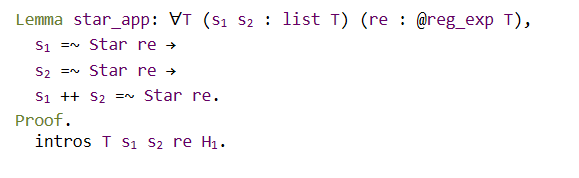 Lemma star_app: ∀T (s₁ s₂ : list T) (re : @reg_exp T),
s₁ =~ Star re →
s₂ =~ Star re →
s₁ ++ s₂ =~ Star re.
Proof.
intros T s₁ s₂ re H₁.